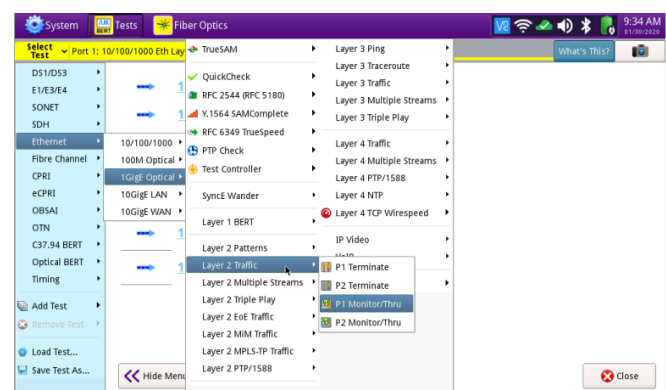 System
Tests
Fiber Optics
V2
9:34 AM
01/30/2020
Select Test
Port 1: 10/100/1000 Eth Lay
What's This?
DS1/DS3
E1/E3/E4
SONET
SDH
Ethernet
Fibre Channel
CPRI
eCPRI
OBSAI
OTN
C37.94 BERT
Optical BERT
Timing
Add Test
Remove Test
Load Test...
Save Test As...
10/100/1000
100M Optical
1GigE Optical
10GigE LAN
10GigE WAN
1
1
1
1
TrueSAM
QuickCheck
RFC 2544 (RFC 5180)
Y.1564 SAMComplete
RFC 6349 TrueSpeed
PTP Check
Test Controller
SyncE Wander
Layer 1 BERT
Layer 2 Patterns
Layer 2 Traffic
Layer 2 Multiple Streams
Layer 2 Triple Play
Layer 2 EoE Traffic
Layer 2 MiM Traffic
Layer 2 MPLS-TP Traffic
Layer 2 PTP/1588
Layer 3 Ping
Layer 3 Traceroute
Layer 3 Traffic
Layer 3 Multiple Streams
Layer 3 Triple Play
Layer 4 Traffic
Layer 4 Multiple Streams
Layer 4 PTP/1588
Layer 4 NTP
Layer 4 TCP Wirespeed
IP Video
VoIP
P1 Terminate
P2 Terminate
P1 Monitor/Thru
P2 Monitor/Thru
Hide Menu
Close